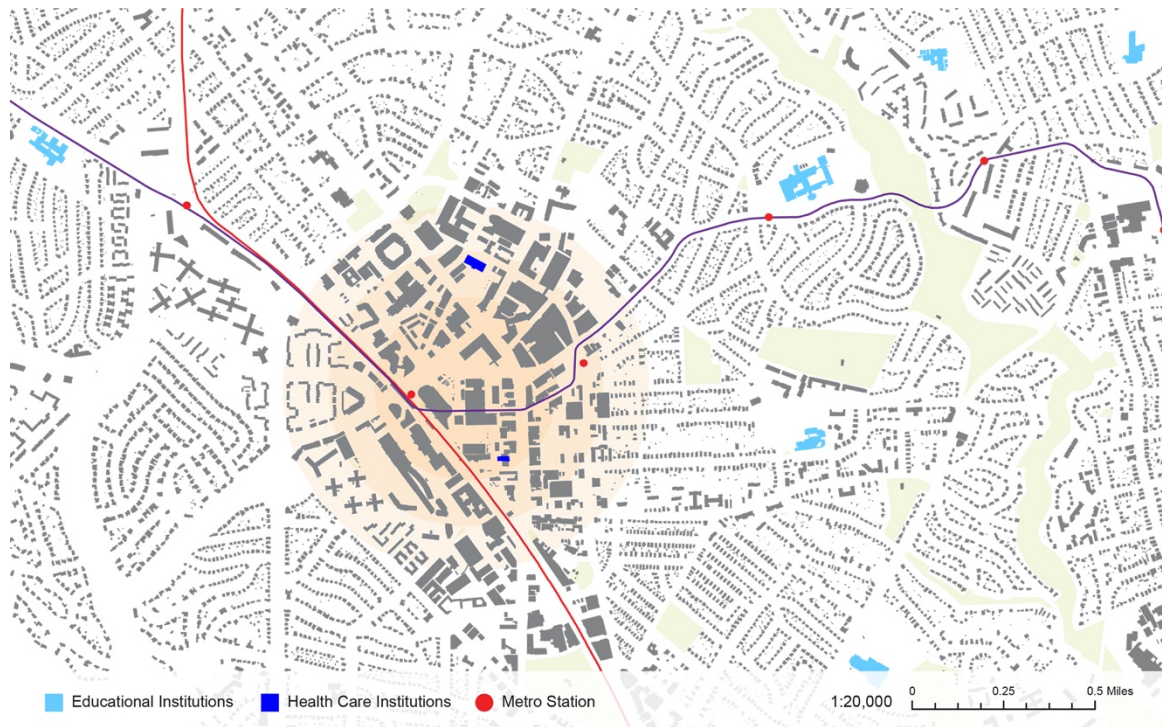 Educational Institutions
Health Care Institutions
Metro Station
1:20,000
0 0.25 0.5 Miles